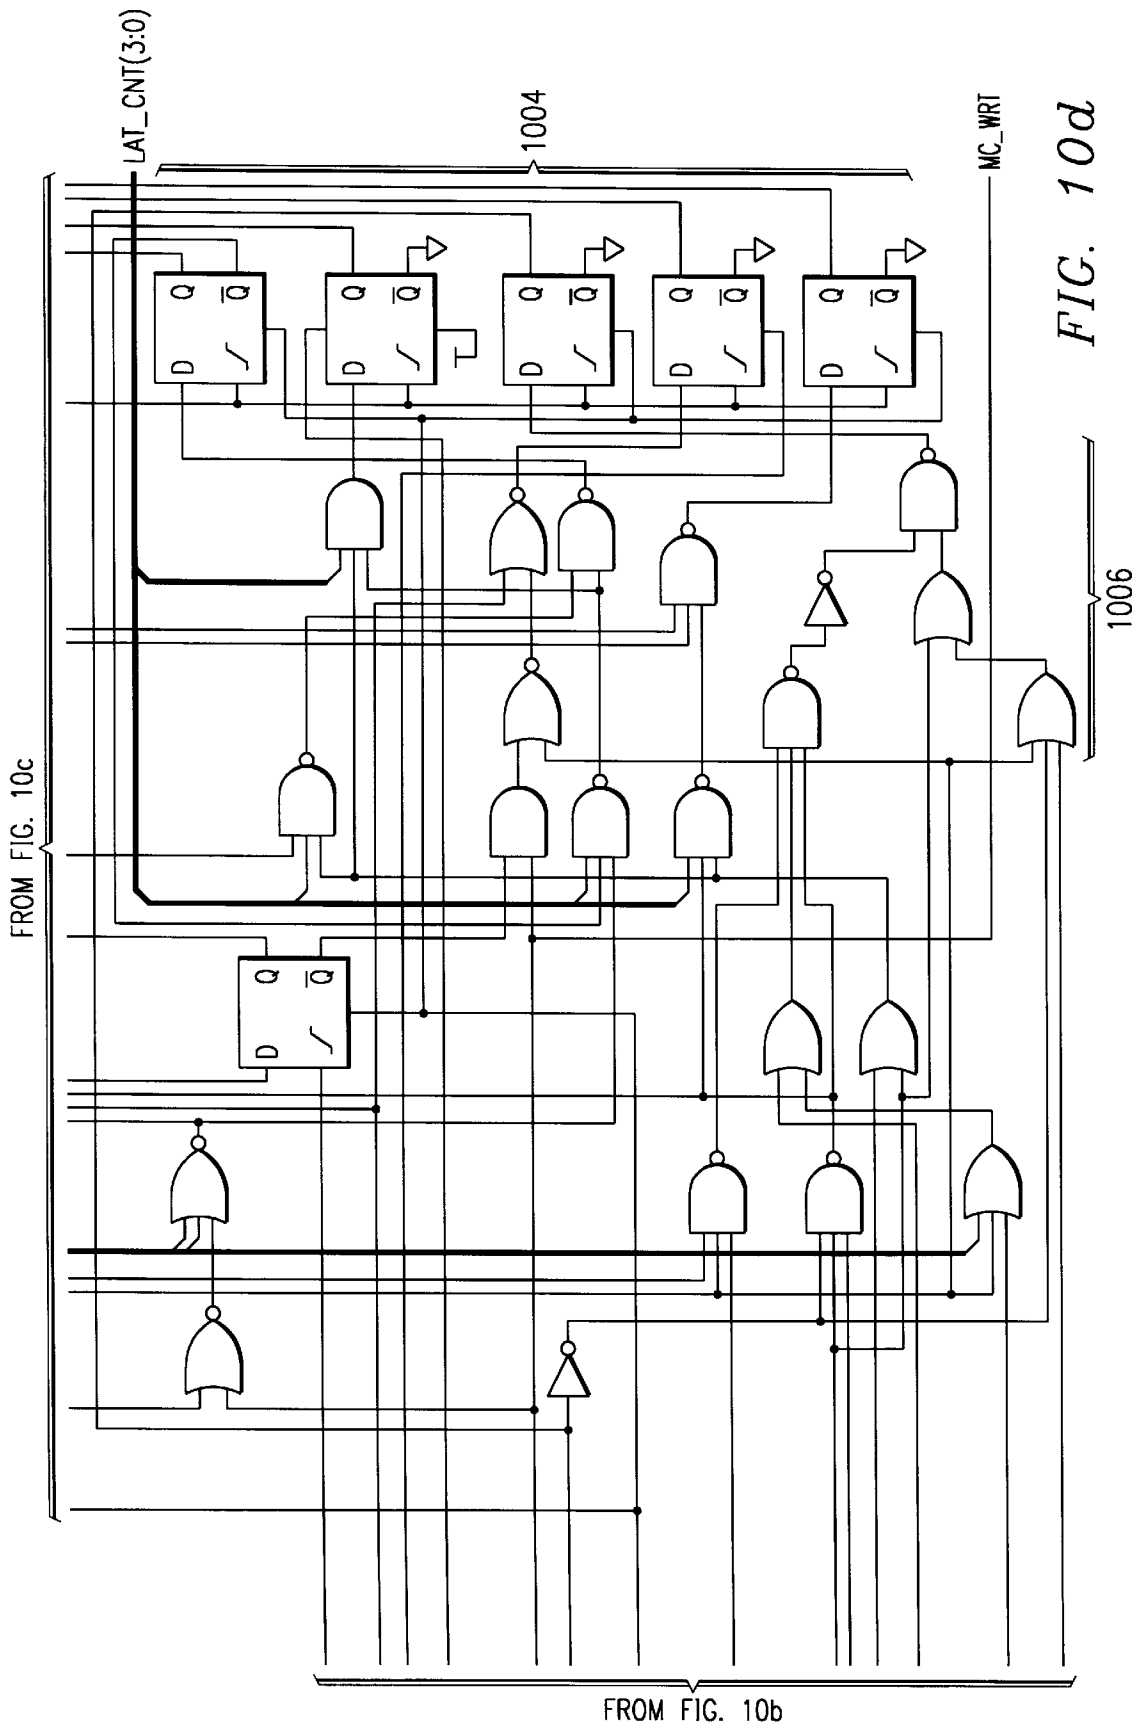 FROM FIG. 10c
LAT_CNT(3:0)
1004
MC_WRT
FIG. 10d
1006
D Q Q
D Q Q
D Q Q
D Q Q
D Q Q
D Q Q
FROM FIG. 10b